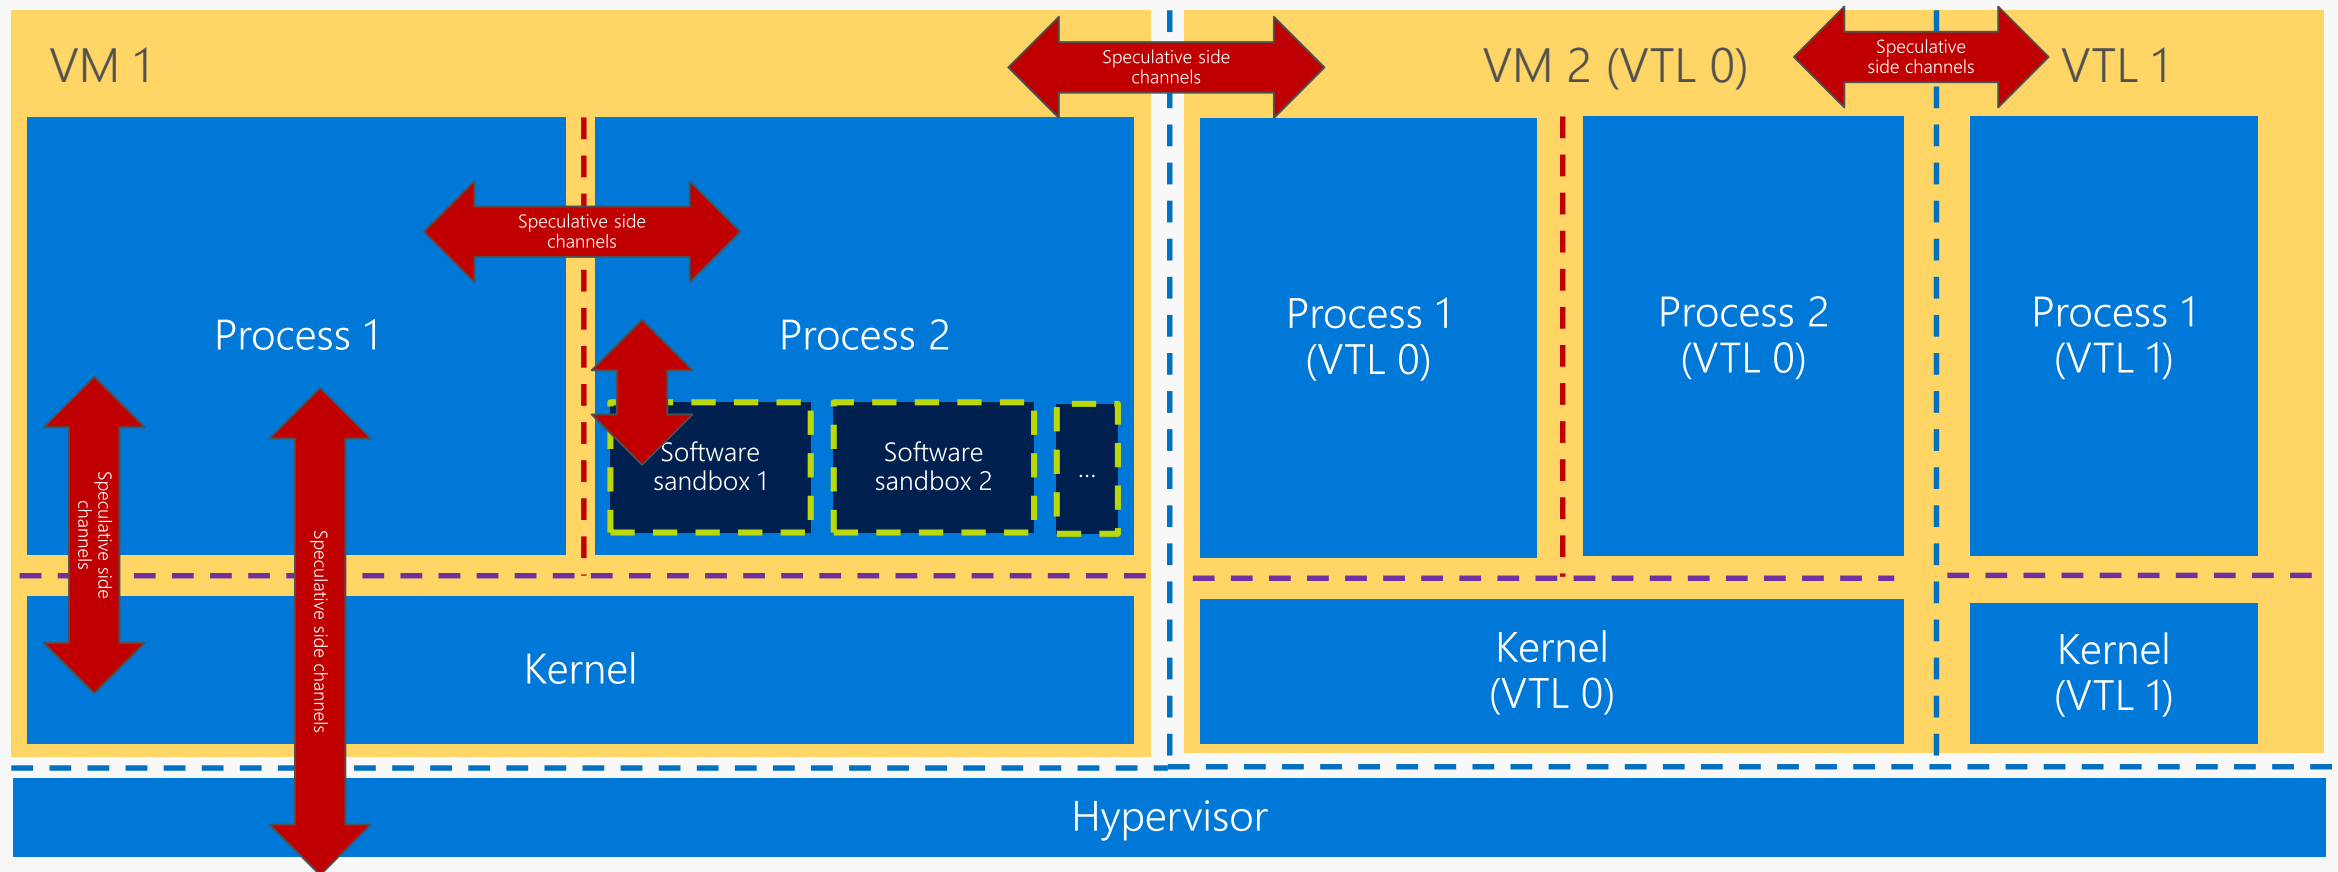 VM 1
Speculative side
channels
VM 2 (VTL 0)
Speculative
side channels
VTL 1
Speculative side
channels
Process 1
Process 2
Process 1
(VTL 0)
Process 2
(VTL 0)
Process 1
(VTL 1)
Software
sandbox 1
Software
sandbox 2
...
Speculative side
channels
Speculative side channels
Kernel
Kernel
(VTL 0)
Kernel
(VTL 1)
Hypervisor